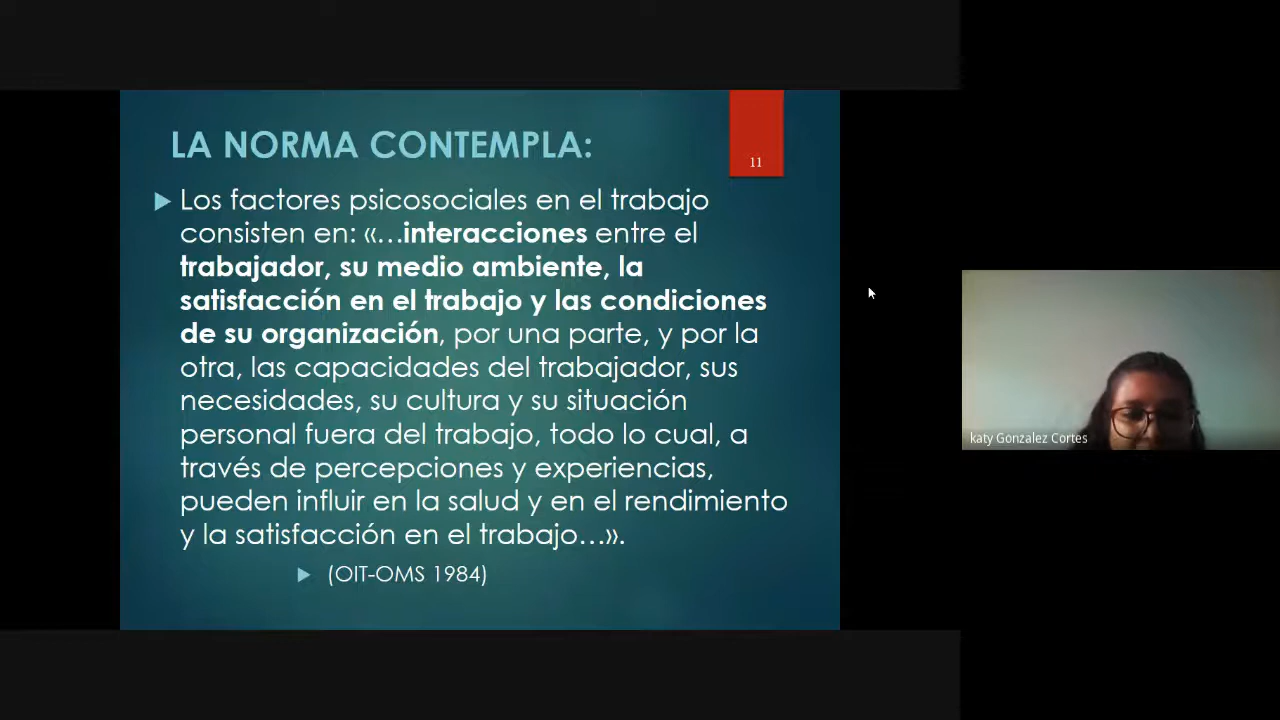 LA NORMA CONTEMPLA:
11
Los factores psicosociales en el trabajo
consisten en: «…interacciones entre el
trabajador, su medio ambiente, la
satisfacción en el trabajo y las condiciones
de su organización, por una parte, y por la
otra, las capacidades del trabajador, sus
necesidades, su cultura y su situación
personal fuera del trabajo, todo lo cual, a
través de percepciones y experiencias,
pueden influir en la salud y en el rendimiento
y la satisfacción en el trabajo…».
(OIT-OMS 1984)
katy Gonzalez Cortes